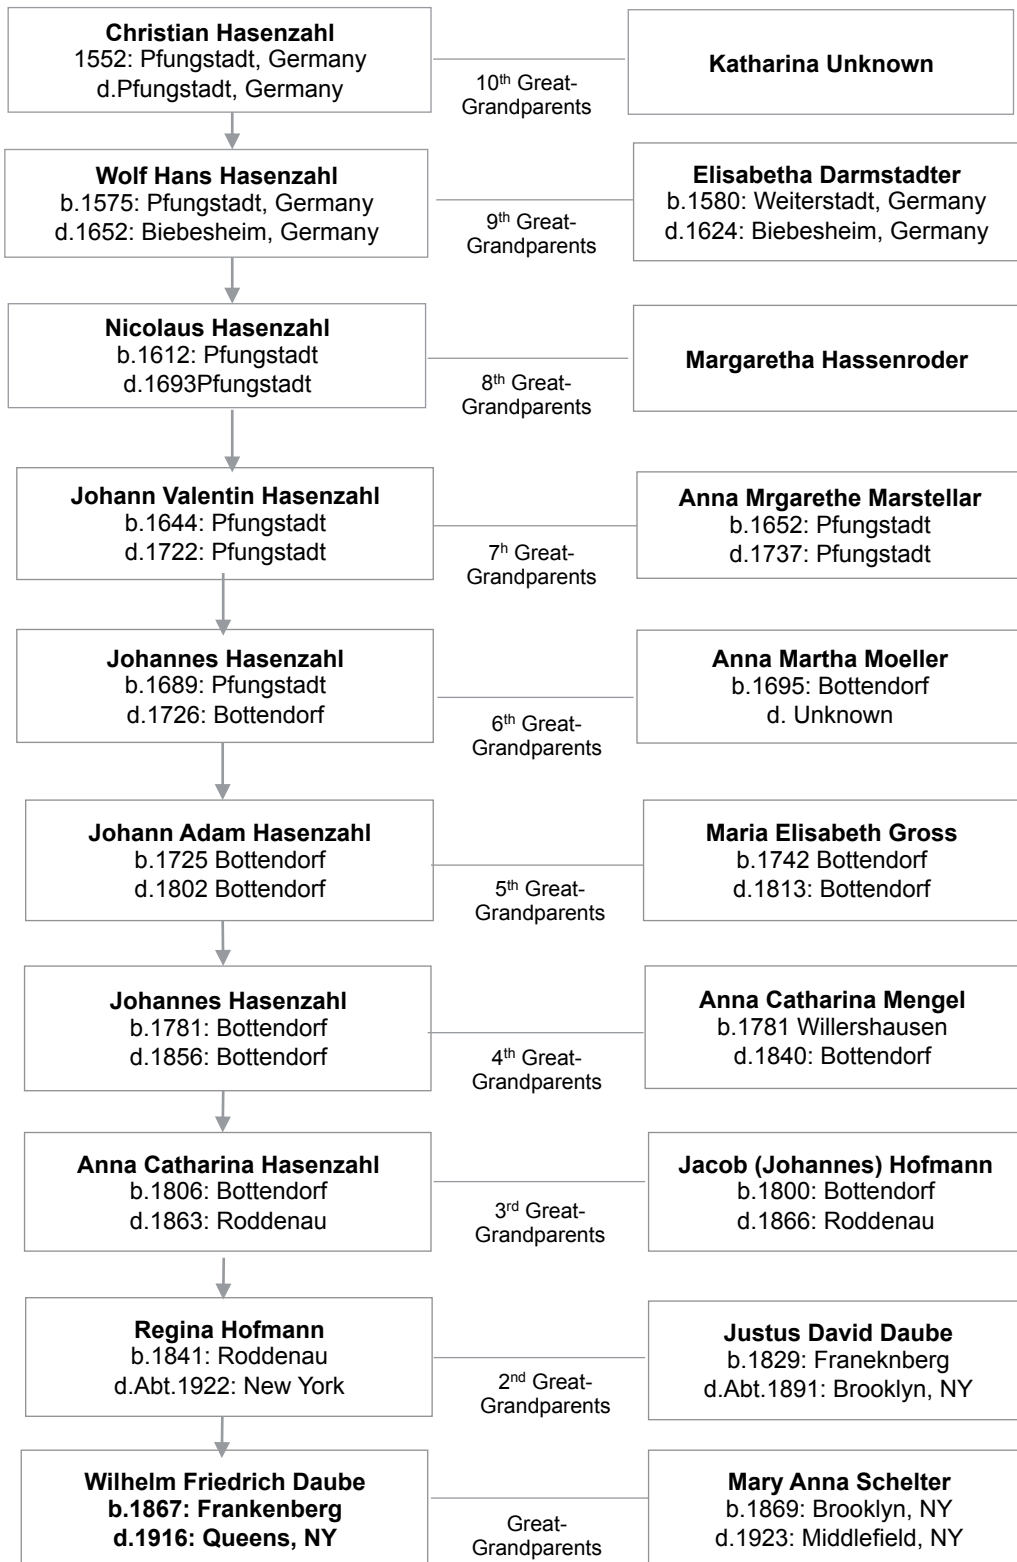 Christian Hasenzahl
1552: Pfungstadt, Germany
d.Pfungstadt, Germany
10th Great-
Grandparents
Katharina Unknown
Wolf Hans Hasenzahl
b.1575: Pfungstadt, Germany
d.1652: Biebesheim, Germany
9th Great-
Grandparents
Elisabetha Darmstadter
b.1580: Weiterstadt, Germany
d.1624: Biebesheim, Germany
Nicolaus Hasenzahl
b.1612: Pfungstadt
d.1693Pfungstadt
8th Great-
Grandparents
Margaretha Hassenroder
Johann Valentin Hasenzahl
b.1644: Pfungstadt
d.1722: Pfungstadt
7h Great-
Grandparents
Anna Mrgarethe Marstellar
b.1652: Pfungstadt
d.1737: Pfungstadt
Johannes Hasenzahl
b.1689: Pfungstadt
d.1726: Bottendorf
6th Great-
Grandparents
Anna Martha Moeller
b.1695: Bottendorf
d. Unknown
Johann Adam Hasenzahl
b.1725 Bottendorf
d.1802 Bottendorf
5th Great-
Grandparents
Maria Elisabeth Gross
b.1742 Bottendorf
d.1813: Bottendorf
Johannes Hasenzahl
b.1781: Bottendorf
d.1856: Bottendorf
4th Great-
Grandparents
Anna Catharina Mengel
b.1781 Willershausen
d.1840: Bottendorf
Anna Catharina Hasenzahl
b.1806: Bottendorf
d.1863: Roddenau
3rd Great-
Grandparents
Jacob (Johannes) Hofmann
b.1800: Bottendorf
d.1866: Roddenau
Regina Hofmann
b.1841: Roddenau
d.Abt.1922: New York
2nd Great-
Grandparents
Justus David Daube
b.1829: Franeknberg
d.Abt.1891: Brooklyn, NY
Wilhelm Friedrich Daube
b.1867: Frankenberg
d.1916: Queens, NY
Great-
Grandparents
Mary Anna Schelter
b.1869: Brooklyn, NY
d.1923: Middlefield, NY